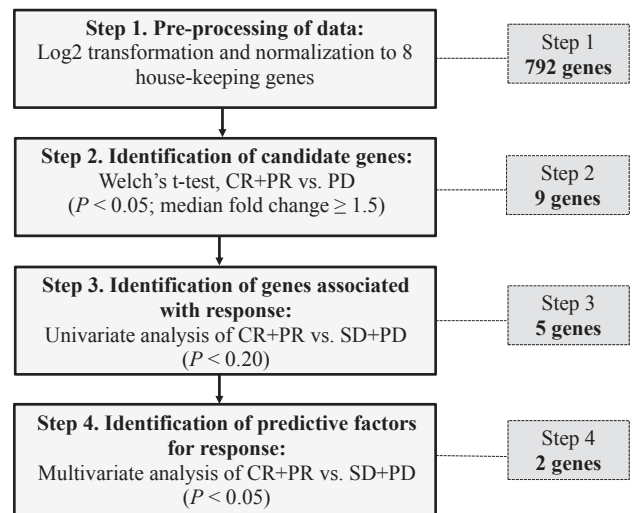 Step 1. Pre-processing of data:
Log2 transformation and normalization to 8
house-keeping genes
Step 1
792 genes
Step 2. Identification of candidate genes:
Welch's t-test, CR+PR vs. PD
(P < 0.05; median fold change ≥ 1.5)
Step 2
9 genes
Step 3. Identification of genes associated
with response:
Univariate analysis of CR+PR vs. SD+PD
(P < 0.20)
Step 3
5 genes
Step 4. Identification of predictive factors
for response:
Multivariate analysis of CR+PR vs. SD+PD
(P < 0.05)
Step 4
2 genes